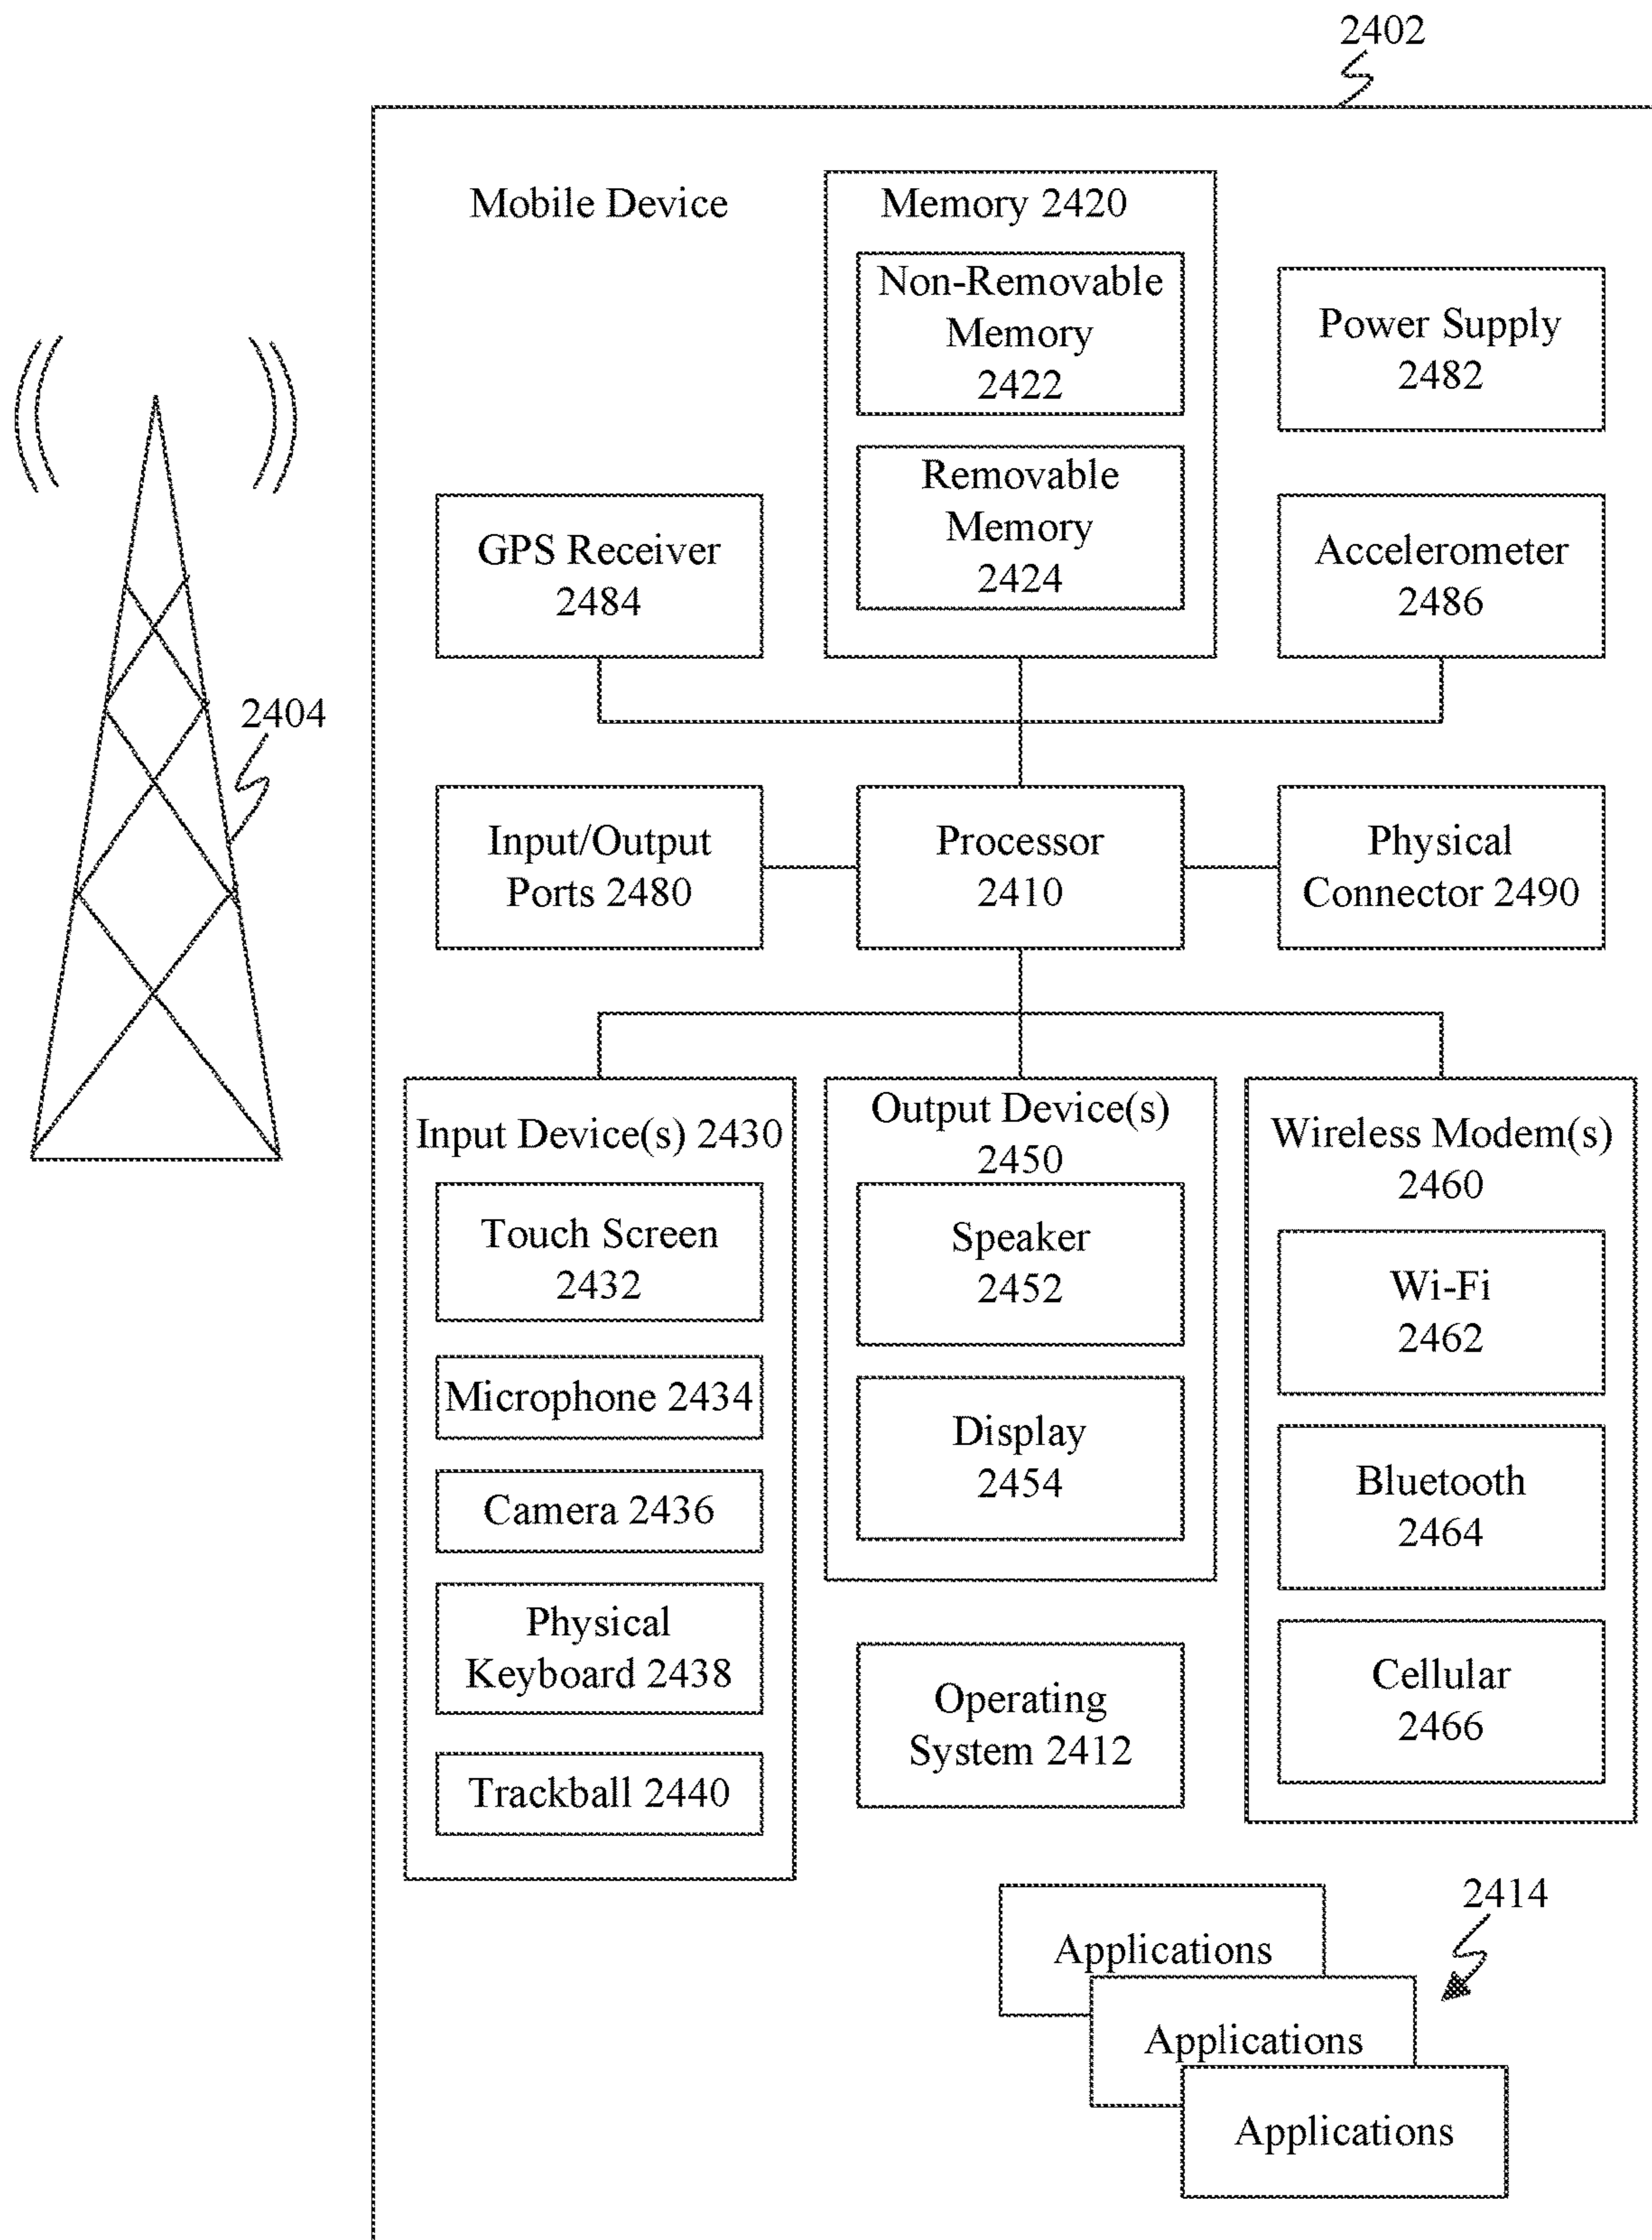 2402
Mobile Device
Memory 2420
Non-Removable
Memory
2422
Power Supply
2482
Removable
Memory
2424
GPS Receiver
2484
Accelerometer
2486
2404
Input/Output
Ports 2480
Processor
2410
Physical
Connector 2490
Input Device(s) 2430
Touch Screen
2432
Microphone 2434
Camera 2436
Physical
Keyboard 2438
Trackball 2440
Output Device(s)
2450
Speaker
2452
Display
2454
Operating
System 2412
Wireless Modem(s)
2460
Wi-Fi
2462
Bluetooth
2464
Cellular
2466
2414
Applications
Applications
Applications